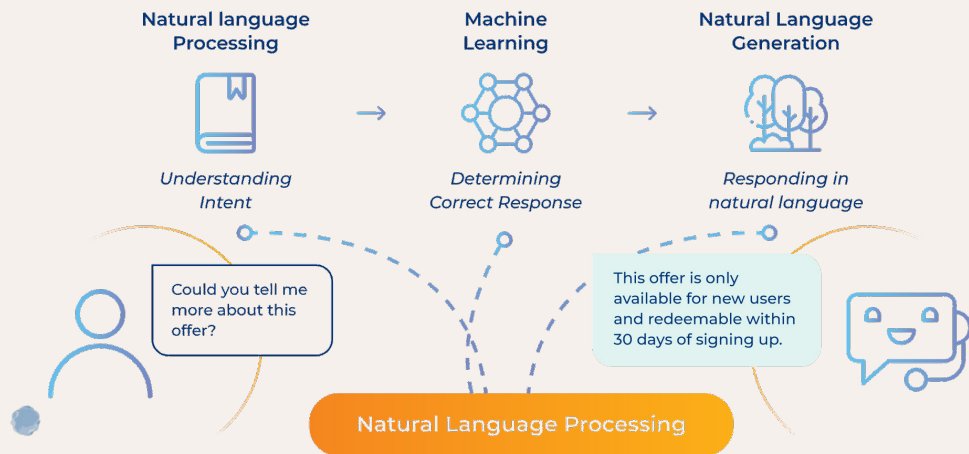 Natural language
Processing
Machine
Learning
Natural Language
Generation
Understanding
Intent
Determining
Correct Response
Responding in
natural language
Could you tell me
more about this
offer?
This offer is only
available for new users
and redeemable within
30 days of signing up.
Natural Language Processing